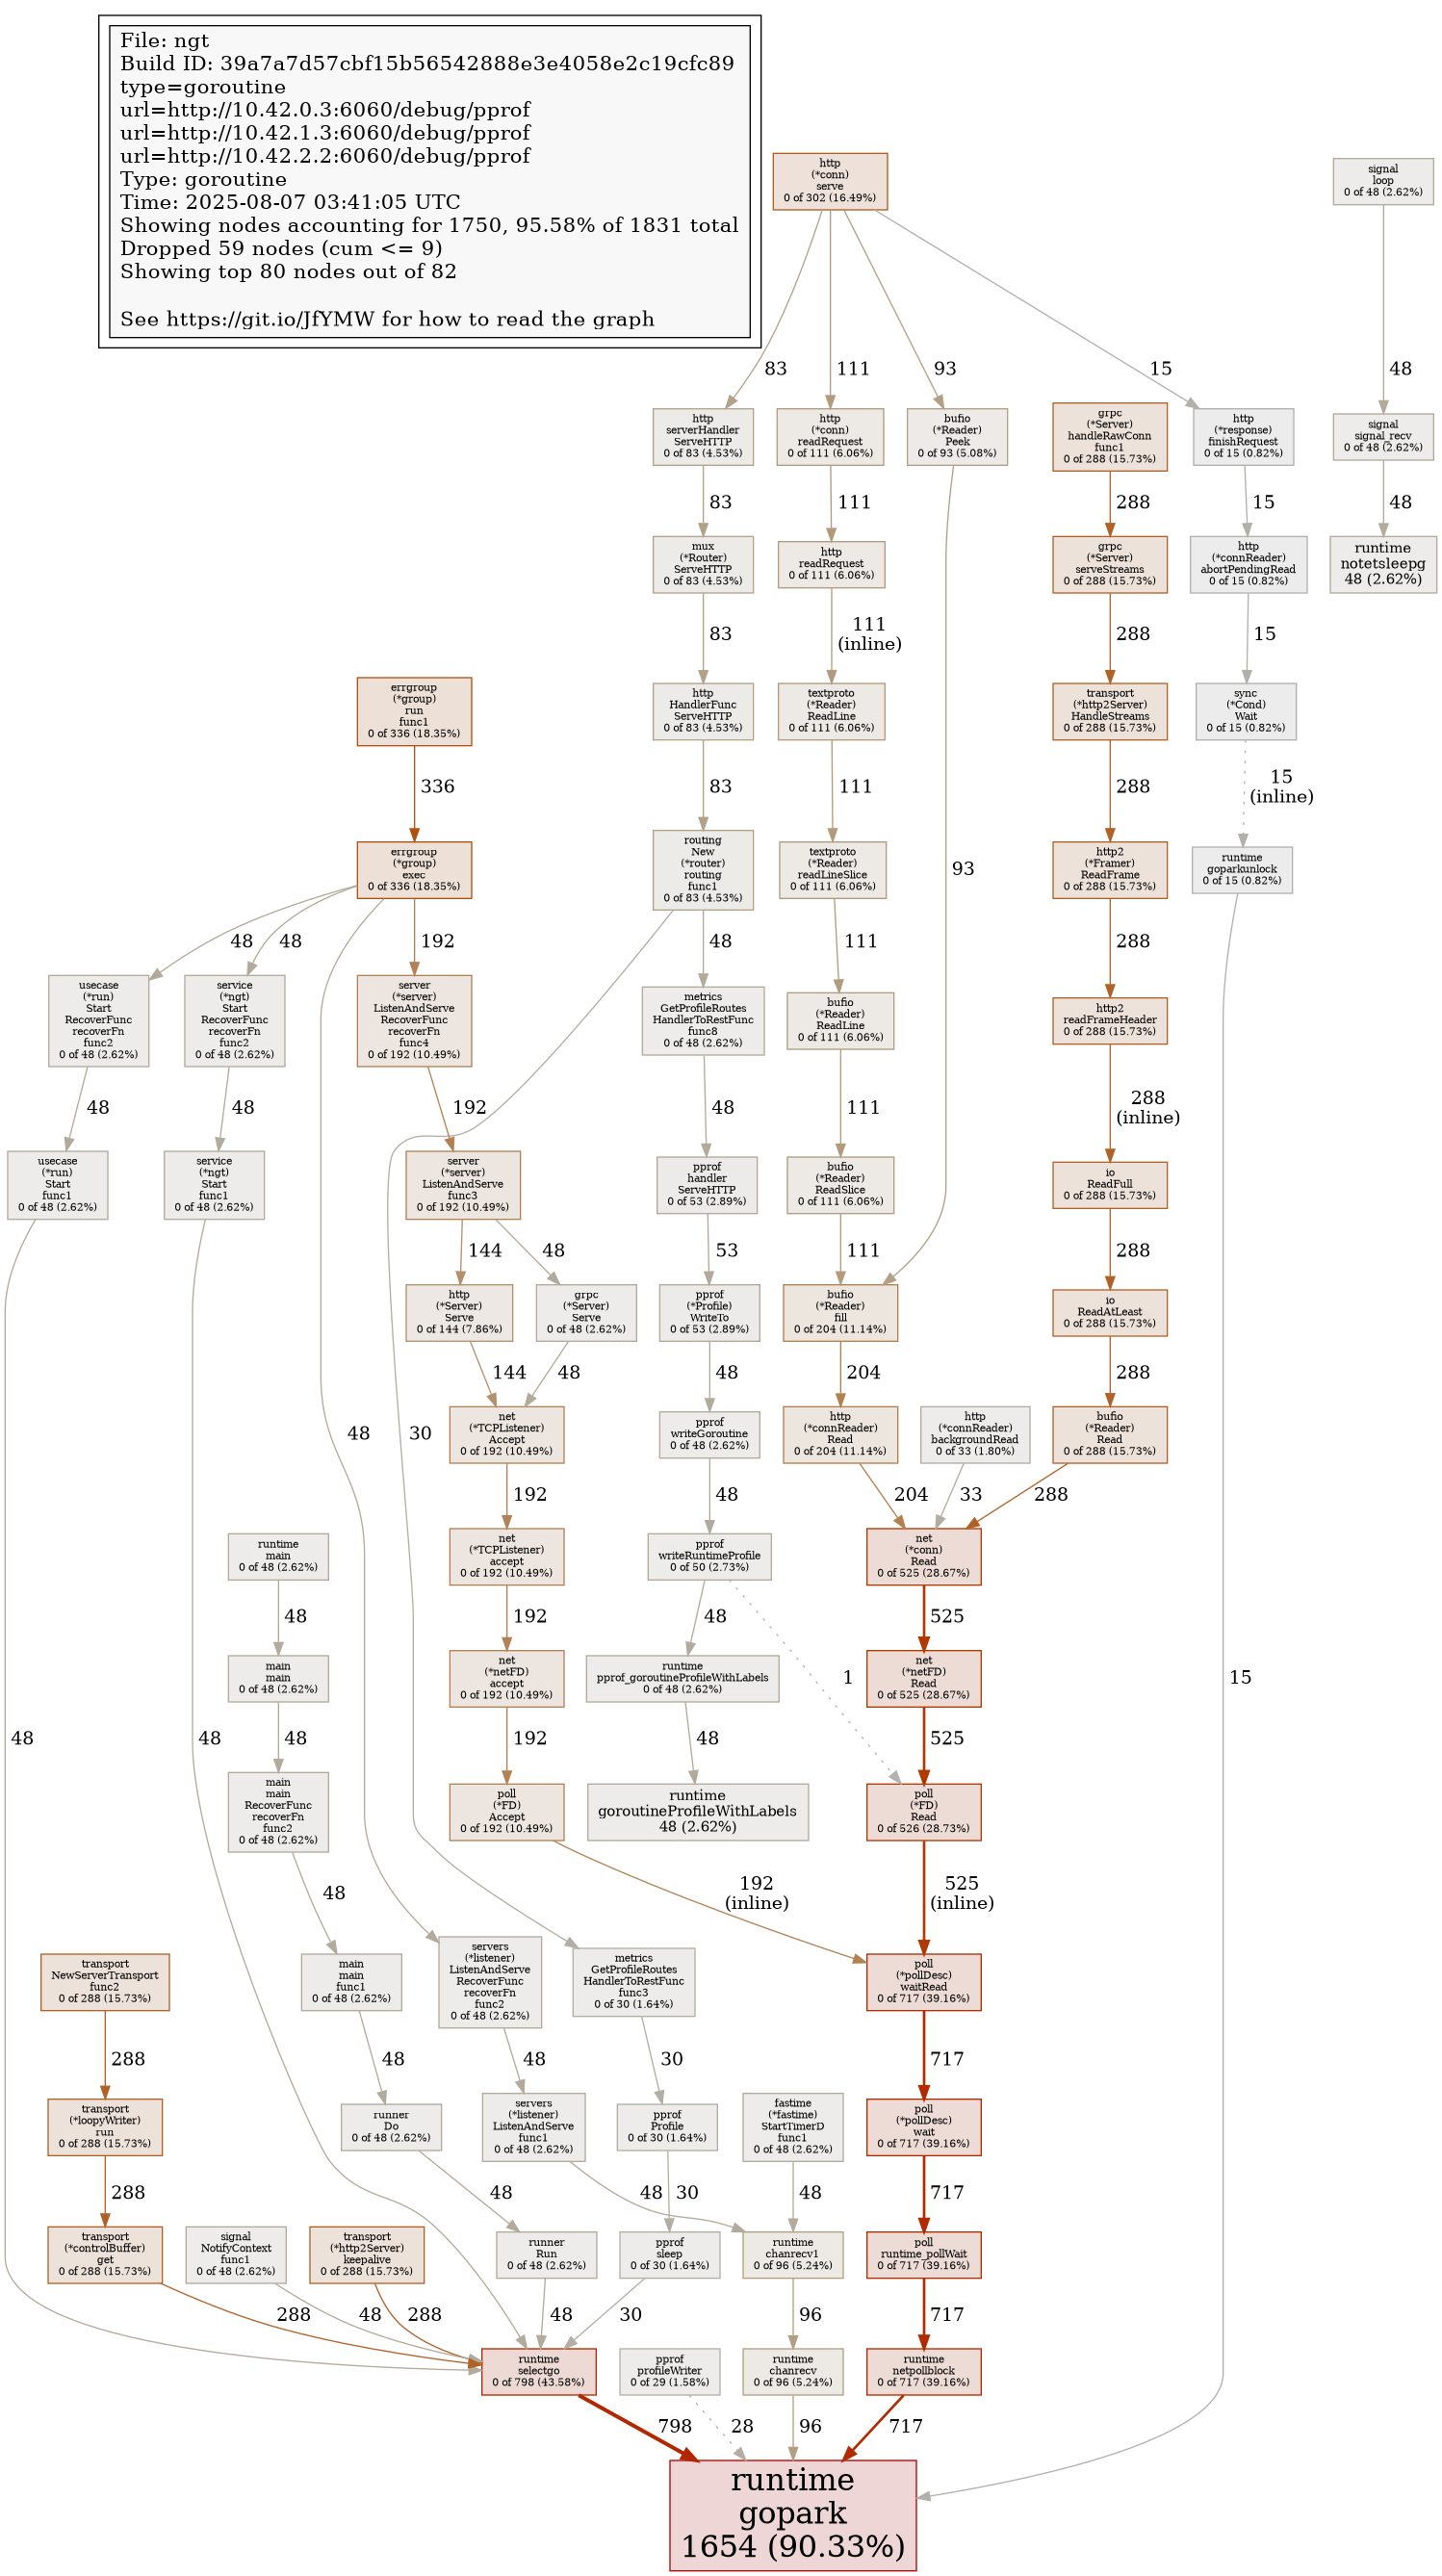 File: ngt
Build ID: 39a7a7d57cbf15b56542888e3e4058e2c19cfc89
type=goroutine
url=http://10.42.0.3:6060/debug/pprof
url=http://10.42.1.3:6060/debug/pprof
url=http://10.42.2.2:6060/debug/pprof
Type: goroutine
Time: 2025-08-07 03:41:05 UTC
Showing nodes accounting for 1750, 95.58% of 1831 total
Dropped 59 nodes (cum <= 9)
Showing top 80 nodes out of 82
See https://git.io/JfYMW for how to read the graph
http
(*conn)
serve
0 of 302 (16.49%)
signal
loop
0 of 48 (2.62%)
83
111
93
15
48
http
serverHandler
ServeHTTP
0 of 83 (4.53%)
http
(*conn)
readRequest
0 of 111 (6.06%)
bufio
(*Reader)
Peek
0 of 93 (5.08%)
grpc
(*Server)
handleRawConn
func1
0 of 288 (15.73%)
http
(*response)
finishRequest
0 of 15 (0.82%)
signal
signal_recv
0 of 48 (2.62%)
83
111
288
15
48
mux
(*Router)
ServeHTTP
0 of 83 (4.53%)
http
readRequest
0 of 111 (6.06%)
grpc
(*Server)
serveStreams
0 of 288 (15.73%)
http
(*connReader)
abortPendingRead
0 of 15 (0.82%)
runtime
notetsleepg
48 (2.62%)
83
111
(inline)
288
15
errgroup
(*group)
run
func1
0 of 336 (18.35%)
http
HandlerFunc
ServeHTTP
0 of 83 (4.53%)
textproto
(*Reader)
ReadLine
0 of 111 (6.06%)
transport
(*http2Server)
HandleStreams
0 of 288 (15.73%)
sync
(*Cond)
Wait
0 of 15 (0.82%)
336
83
111
288
15
(inline)
errgroup
(*group)
exec
0 of 336 (18.35%)
routing
New
(*router)
routing
func1
0 of 83 (4.53%)
textproto
(*Reader)
readLineSlice
0 of 111 (6.06%)
93
http2
(*Framer)
ReadFrame
0 of 288 (15.73%)
runtime
goparkunlock
0 of 15 (0.82%)
48
48
192
48
111
288
usecase
(*run)
Start
RecoverFunc
recoverFn
func2
0 of 48 (2.62%)
service
(*ngt)
Start
RecoverFunc
recoverFn
func2
0 of 48 (2.62%)
server
(*server)
ListenAndServe
RecoverFunc
recoverFn
func4
0 of 192 (10.49%)
metrics
GetProfileRoutes
HandlerToRestFunc
func8
0 of 48 (2.62%)
bufio
(*Reader)
ReadLine
0 of 111 (6.06%)
http2
readFrameHeader
0 of 288 (15.73%)
48
48
192
48
111
288
(inline)
usecase
(*run)
Start
func1
0 of 48 (2.62%)
service
(*ngt)
Start
func1
0 of 48 (2.62%)
server
(*server)
ListenAndServe
func3
0 of 192 (10.49%)
pprof
handler
ServeHTTP
0 of 53 (2.89%)
bufio
(*Reader)
ReadSlice
0 of 111 (6.06%)
io
ReadFull
0 of 288 (15.73%)
144
48
53
111
288
http
(*Server)
Serve
0 of 144 (7.86%)
grpc
(*Server)
Serve
0 of 48 (2.62%)
pprof
(*Profile)
WriteTo
0 of 53 (2.89%)
bufio
(*Reader)
fill
0 of 204 (11.14%)
io
ReadAtLeast
0 of 288 (15.73%)
144
48
48
204
288
48
30
net
(*TCPListener)
Accept
0 of 192 (10.49%)
pprof
writeGoroutine
0 of 48 (2.62%)
http
(*connReader)
Read
0 of 204 (11.14%)
http
(*connReader)
backgroundRead
0 of 33 (1.80%)
bufio
(*Reader)
Read
0 of 288 (15.73%)
192
48
204
33
288
runtime
main
0 of 48 (2.62%)
net
(*TCPListener)
accept
0 of 192 (10.49%)
pprof
writeRuntimeProfile
0 of 50 (2.73%)
net
(*conn)
Read
0 of 525 (28.67%)
48
192
48
525
main
main
0 of 48 (2.62%)
net
(*netFD)
accept
0 of 192 (10.49%)
runtime
pprof_goroutineProfileWithLabels
0 of 48 (2.62%)
1
net
(*netFD)
Read
0 of 525 (28.67%)
15
48
48
48
192
48
525
main
main
RecoverFunc
recoverFn
func2
0 of 48 (2.62%)
poll
(*FD)
Accept
0 of 192 (10.49%)
runtime
goroutineProfileWithLabels
48 (2.62%)
poll
(*FD)
Read
0 of 526 (28.73%)
48
192
(inline)
525
(inline)
transport
NewServerTransport
func2
0 of 288 (15.73%)
main
main
func1
0 of 48 (2.62%)
servers
(*listener)
ListenAndServe
RecoverFunc
recoverFn
func2
0 of 48 (2.62%)
metrics
GetProfileRoutes
HandlerToRestFunc
func3
0 of 30 (1.64%)
poll
(*pollDesc)
waitRead
0 of 717 (39.16%)
288
48
48
30
717
transport
(*loopyWriter)
run
0 of 288 (15.73%)
runner
Do
0 of 48 (2.62%)
servers
(*listener)
ListenAndServe
func1
0 of 48 (2.62%)
pprof
Profile
0 of 30 (1.64%)
fastime
(*fastime)
StartTimerD
func1
0 of 48 (2.62%)
poll
(*pollDesc)
wait
0 of 717 (39.16%)
288
48
48
30
48
717
transport
(*controlBuffer)
get
0 of 288 (15.73%)
signal
NotifyContext
func1
0 of 48 (2.62%)
transport
(*http2Server)
keepalive
0 of 288 (15.73%)
runner
Run
0 of 48 (2.62%)
pprof
sleep
0 of 30 (1.64%)
runtime
chanrecv1
0 of 96 (5.24%)
poll
runtime_pollWait
0 of 717 (39.16%)
288
48
288
48
30
96
717
runtime
selectgo
0 of 798 (43.58%)
pprof
profileWriter
0 of 29 (1.58%)
runtime
chanrecv
0 of 96 (5.24%)
runtime
netpollblock
0 of 717 (39.16%)
798
28
96
717
runtime
gopark
1654 (90.33%)